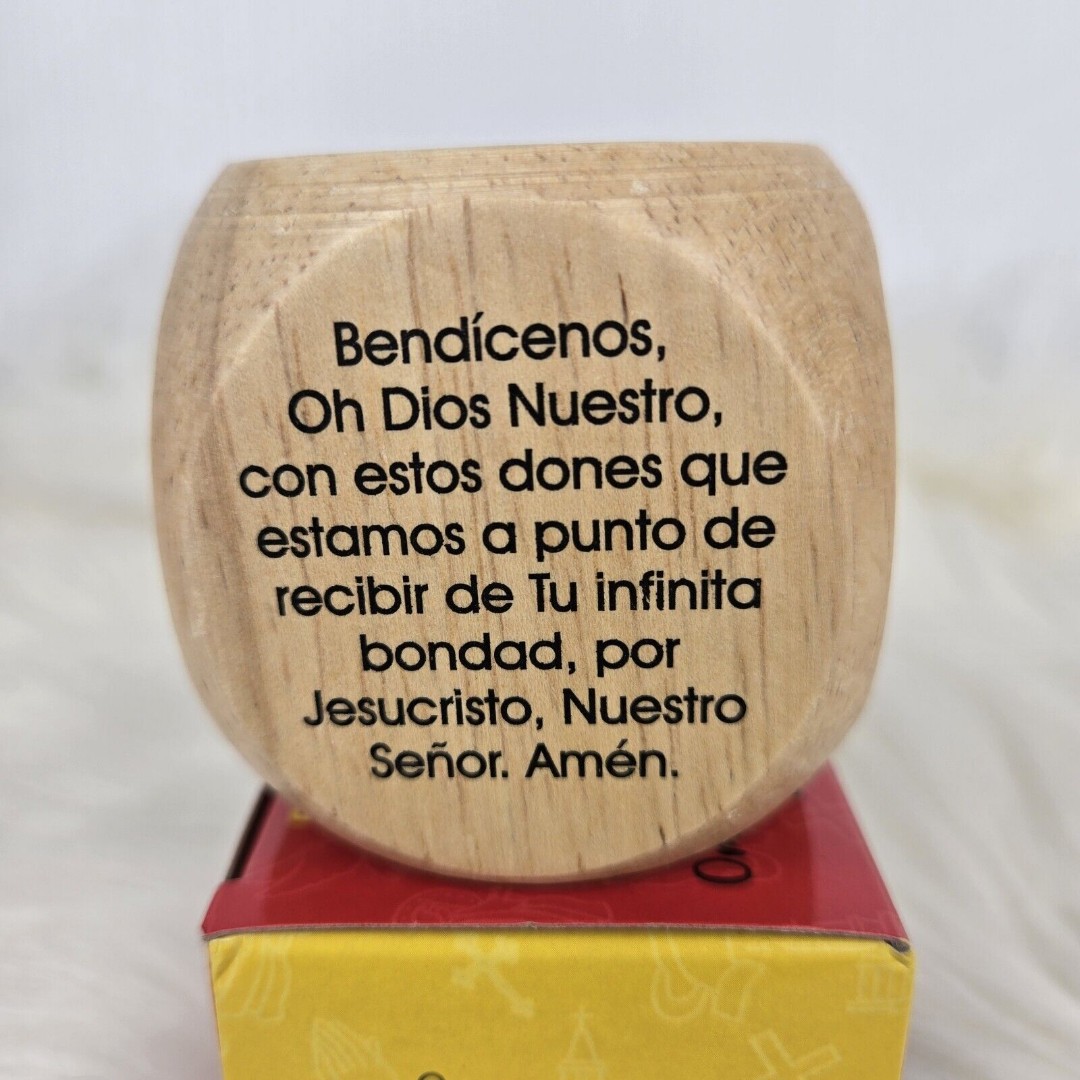 Bendícenos,
Oh Dios Nuestro,
con estos dones que
estamos a punto de
recibir de Tu infinita
bondad, por
Jesucristo, Nuestro
Señor. Amén.